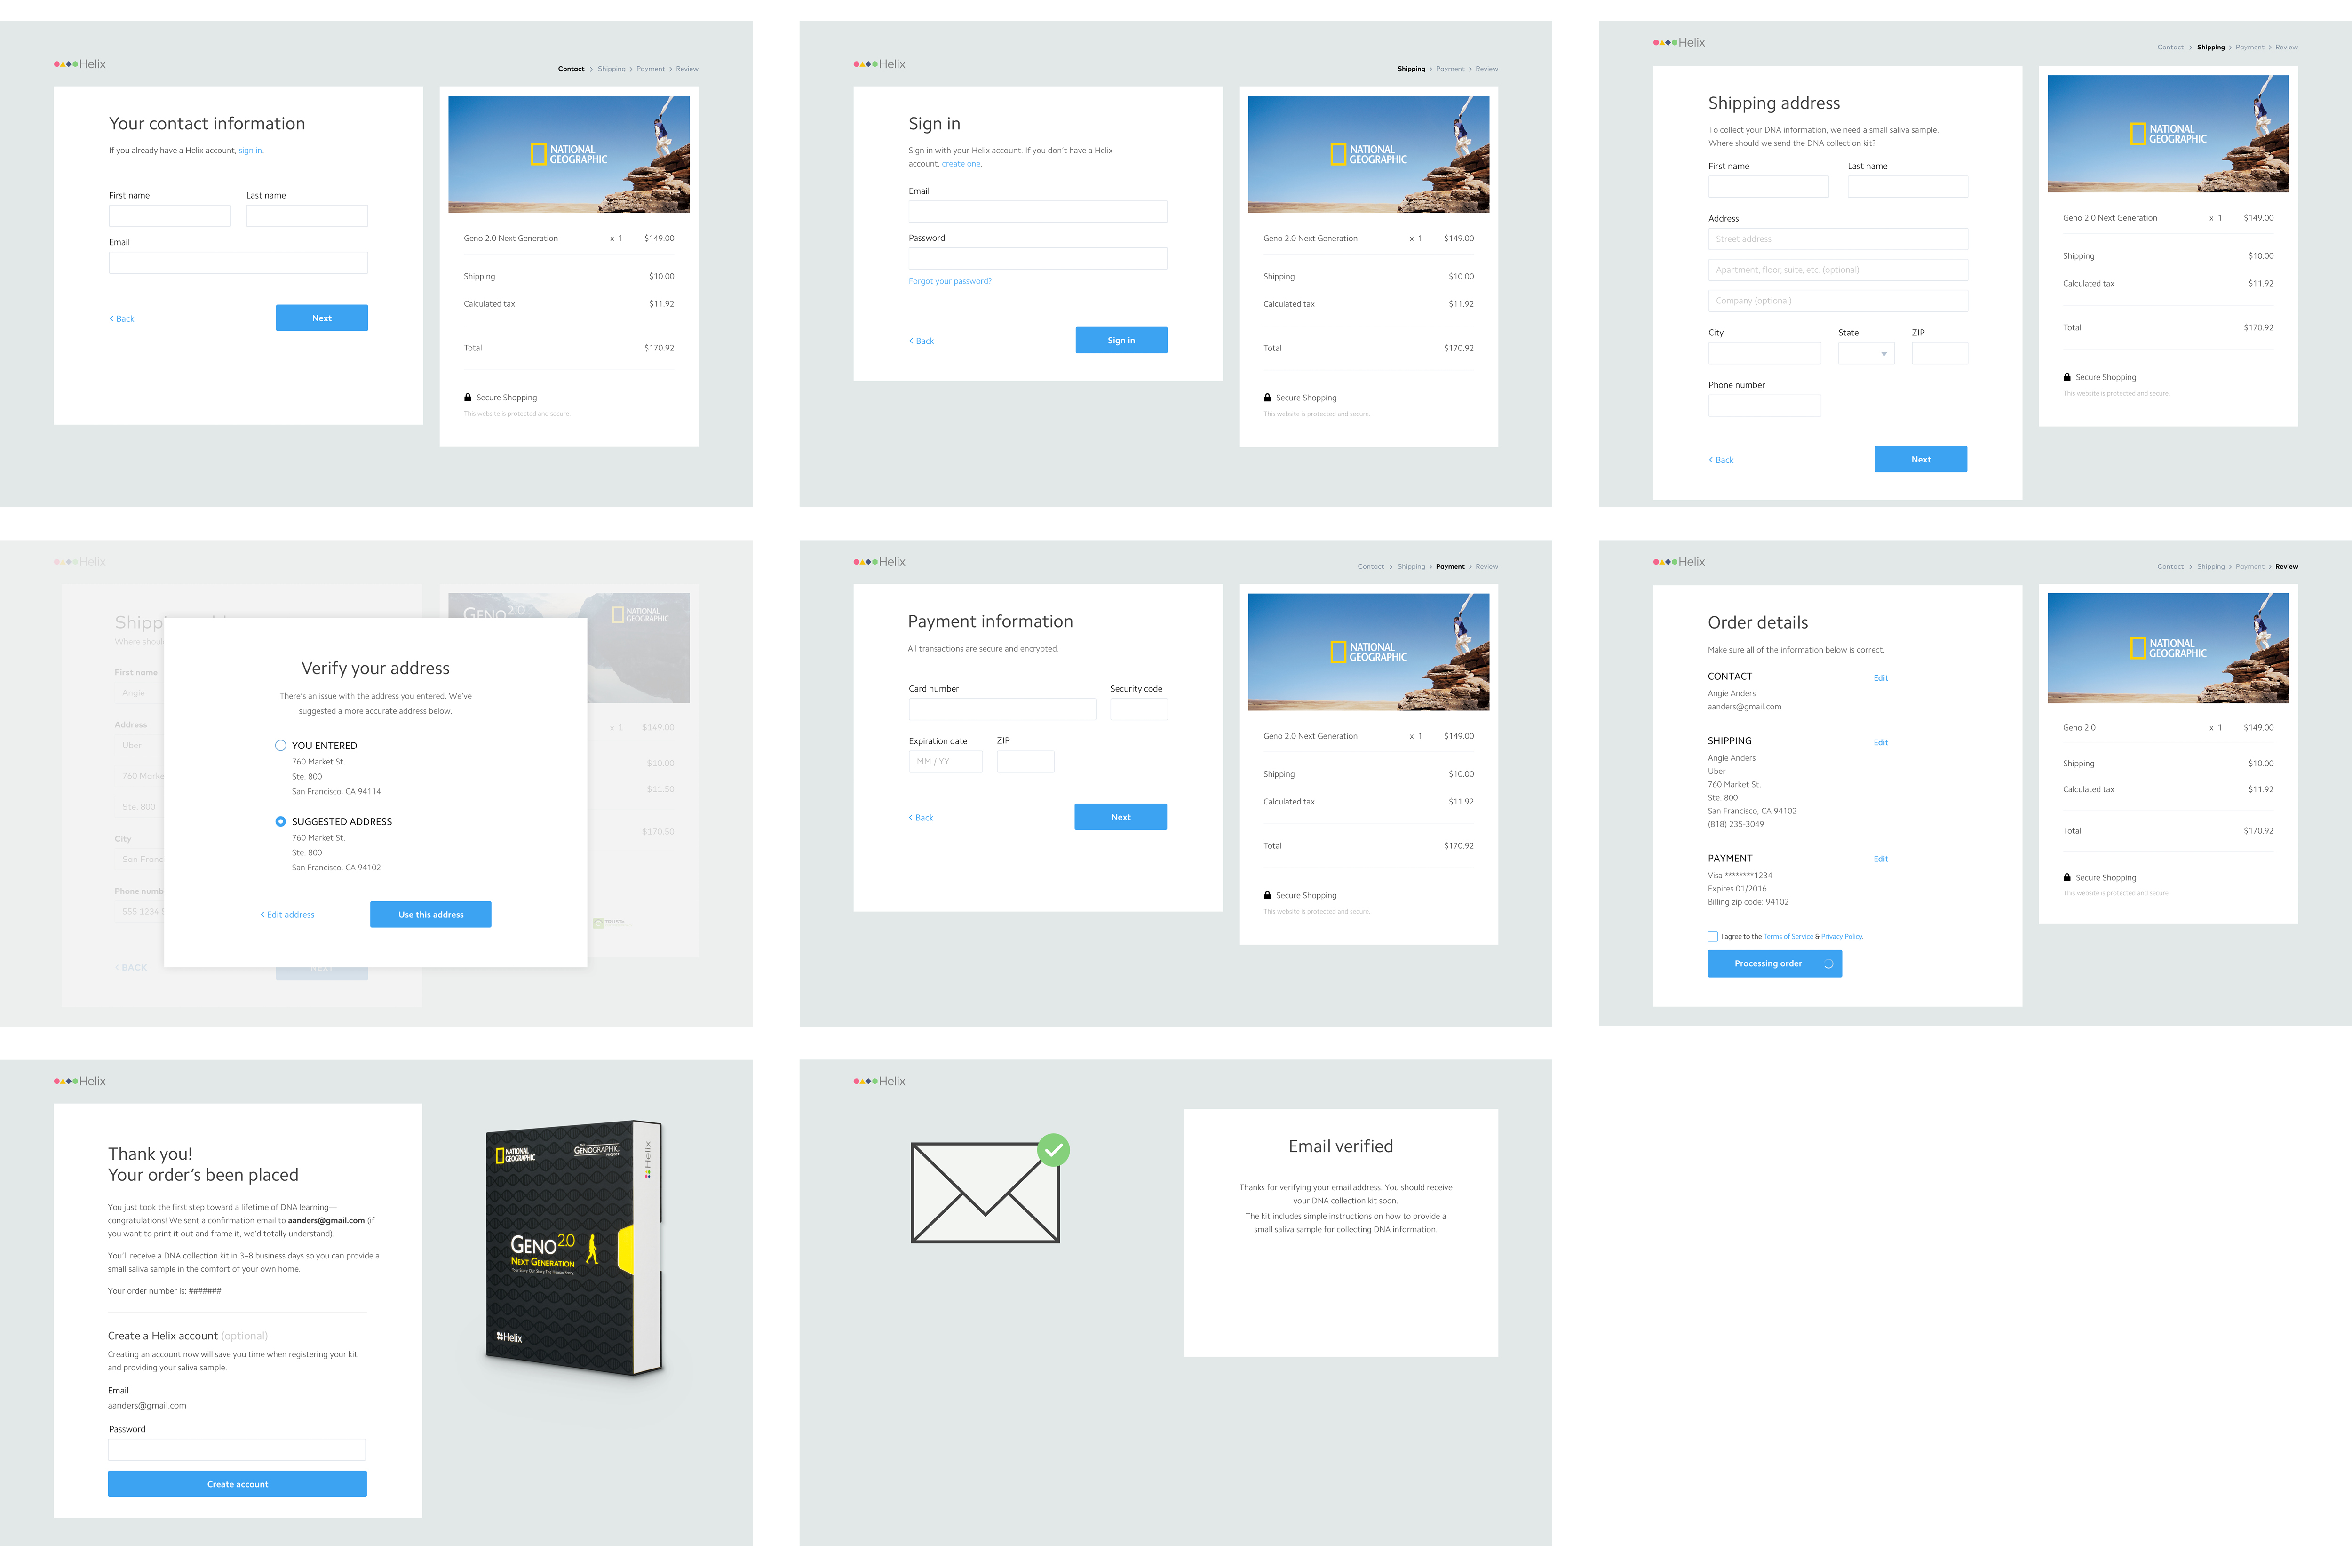 Helix
Contact > Shipping > Payment > Review
Your contact information
If you already have a Helix account, sign in.
First name Last name
Email
< Back Next
NATIONAL
GEOGRAPHIC
Geno 2.0 Next Generation x 1 $149.00
Shipping $10.00
Calculated tax $11.92
Total $170.92
Secure Shopping
This website is protected and secure.
Helix
Shipping > Payment > Review
Sign in
Sign in with your Helix account. If you don't have a Helix
account, create one.
Email
Password
Forgot your password?
< Back Sign in
NATIONAL
GEOGRAPHIC
Geno 2.0 Next Generation x 1 $149.00
Shipping $10.00
Calculated tax $11.92
Total $170.92
Secure Shopping
This website is protected and secure.
Helix
Contact > Shipping > Payment > Review
Shipping address
To collect your DNA information, we need a small saliva sample.
Where should we send the DNA collection kit?
First name Last name
Address
Street address
Apartment, floor, suite, etc. (optional)
Company (optional)
City State ZIP
Phone number
< Back Next
NATIONAL
GEOGRAPHIC
Geno 2.0 Next Generation x 1 $149.00
Shipping $10.00
Calculated tax $11.92
Total $170.92
Secure Shopping
This website is protected and secure.
Helix
Shipp
Where shoul
First name
Angie
Address
Uber
760 Marke
Ste. 800
City
San Franc
Phone numb
555 1234
< BACK NEXT
GENO 2.0
NATIONAL
GEOGRAPHIC
x 1 $149.00
$10.00
$11.50
$170.50
Verify your address
There's an issue with the address you entered. We've
suggested a more accurate address below.
YOU ENTERED
760 Market St.
Ste. 800
San Francisco, CA 94114
SUGGESTED ADDRESS
760 Market St.
Ste. 800
San Francisco, CA 94102
< Edit address Use this address
Helix
Contact > Shipping > Payment > Review
Payment information
All transactions are secure and encrypted.
Card number Security code
Expiration date ZIP
MM / YY
< Back Next
NATIONAL
GEOGRAPHIC
Geno 2.0 Next Generation x 1 $149.00
Shipping $10.00
Calculated tax $11.92
Total $170.92
Secure Shopping
This website is protected and secure.
Helix
Contact > Shipping > Payment > Review
Order details
Make sure all of the information below is correct.
CONTACT Edit
Angie Anders
aanders@gmail.com
SHIPPING Edit
Angie Anders
Uber
760 Market St.
Ste. 800
San Francisco, CA 94102
(818) 235-3049
PAYMENT Edit
Visa ********1234
Expires 01/2016
Billing zip code: 94102
I agree to the Terms of Service & Privacy Policy.
Processing order
NATIONAL
GEOGRAPHIC
Geno 2.0 x 1 $149.00
Shipping $10.00
Calculated tax $11.92
Total $170.92
Secure Shopping
This website is protected and secure
Helix
Thank you!
Your order's been placed
You just took the first step toward a lifetime of DNA learning—
congratulations! We sent a confirmation email to aanders@gmail.com (if
you want to print it out and frame it, we'd totally understand).
You'll receive a DNA collection kit in 3–8 business days so you can provide a
small saliva sample in the comfort of your own home.
Your order number is: #######
Create a Helix account (optional)
Creating an account now will save you time when registering your kit
and providing your saliva sample.
Email
aanders@gmail.com
Password
Create account
NATIONAL
GEOGRAPHIC
THE
GENOGRAPHIC
PROJECT
Helix
GENO 2.0
NEXT GENERATION
Your Story. Our Story. The Human Story.
Helix
Helix
Email verified
Thanks for verifying your email address. You should receive
your DNA collection kit soon.
The kit includes simple instructions on how to provide a
small saliva sample for collecting DNA information.